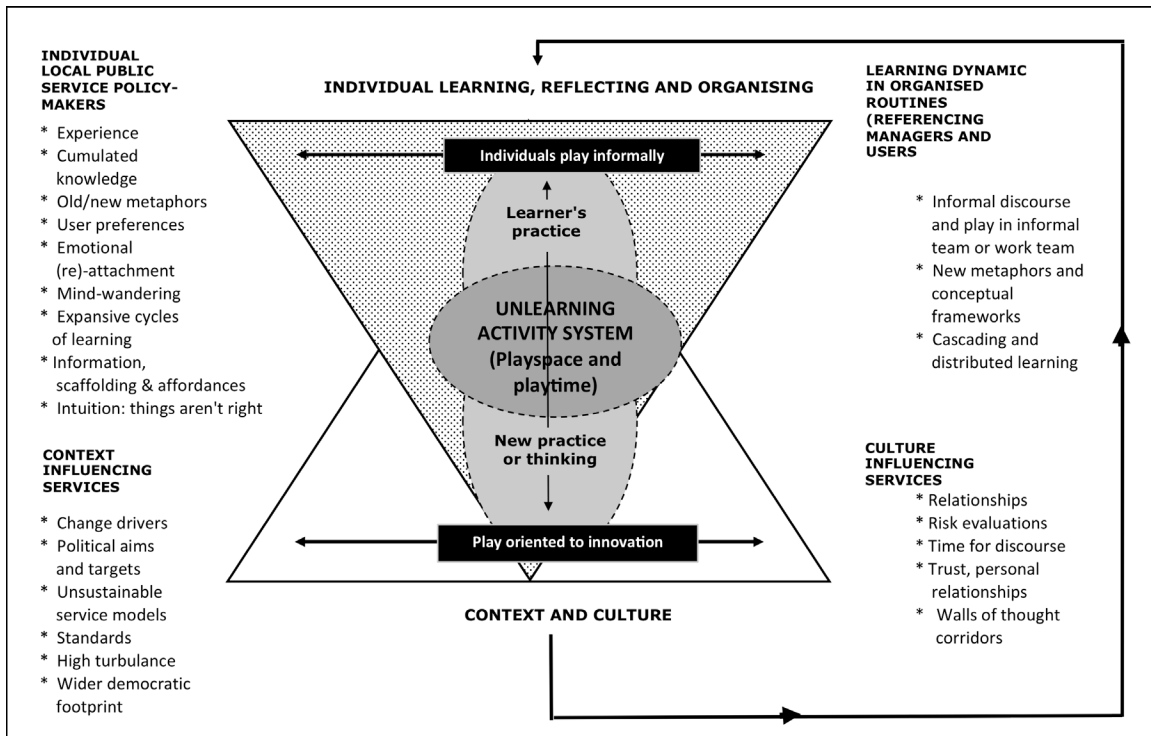 INDIVIDUAL
LOCAL PUBLIC
SERVICE POLICY-
MAKERS
* Experience
* Cumulated
knowledge
* Old/new metaphors
* User preferences
* Emotional
(re)-attachment
* Mind-wandering
* Expansive cycles
of learning
* Information,
scaffolding & affordances
* Intuition: things aren't right
CONTEXT
INFLUENCING
SERVICES
* Change drivers
* Political aims
and targets
* Unsustainable
service models
* Standards
* High turbulance
* Wider democratic
footprint
INDIVIDUAL LEARNING, REFLECTING AND ORGANISING
Individuals play informally
Learner's
practice
UNLEARNING
ACTIVITY SYSTEM
(Playspace and
playtime)
New practice
or thinking
Play oriented to innovation
CONTEXT AND CULTURE
LEARNING DYNAMIC
IN ORGANISED
ROUTINES
(REFERENCING
MANAGERS AND
USERS
* Informal discourse
and play in informal
team or work team
* New metaphors and
conceptual
frameworks
* Cascading and
distributed learning
CULTURE
INFLUENCING
SERVICES
* Relationships
* Risk evaluations
* Time for discourse
* Trust, personal
relationships
* Walls of thought
corridors